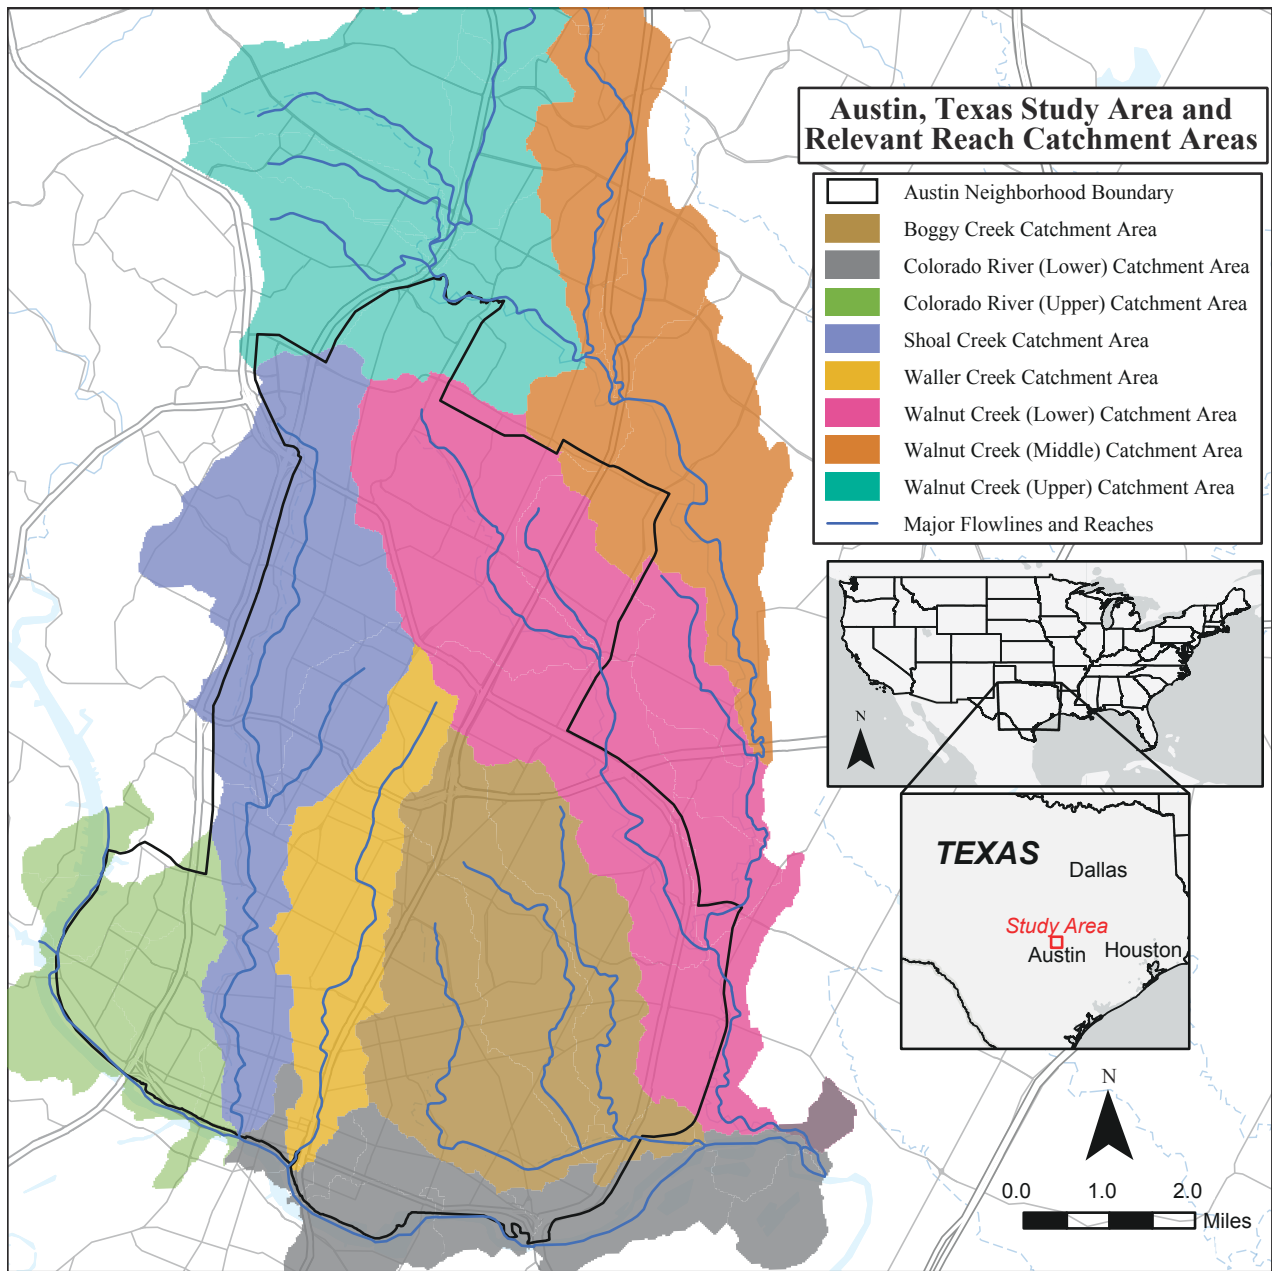 Austin, Texas Study Area and
Relevant Reach Catchment Areas
Austin Neighborhood Boundary
Boggy Creek Catchment Area
Colorado River (Lower) Catchment Area
Colorado River (Upper) Catchment Area
Shoal Creek Catchment Area
Waller Creek Catchment Area
Walnut Creek (Lower) Catchment Area
Walnut Creek (Middle) Catchment Area
Walnut Creek (Upper) Catchment Area
Major Flowlines and Reaches
N
TEXAS
Dallas
Study Area
Austin
Houston
N
0.0 1.0 2.0
Miles